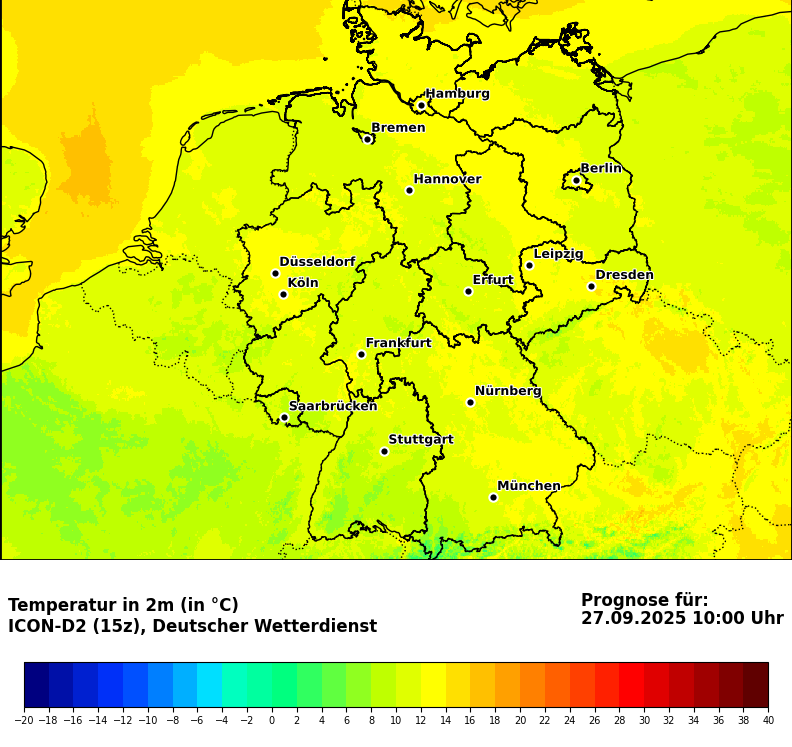 Hamburg
Bremen
Berlin
Hannover
Leipzig
Düsseldorf
Dresden
Köln
Erfurt
Frankfurt
Nürnberg
Saarbrücken
Stuttgart
München
Temperatur in 2m (in °C)
ICON-D2 (15z), Deutscher Wetterdienst
Prognose für:
27.09.2025 10:00 Uhr
−20 −18 −16 −14 −12 −10 −8 −6 −4 −2 0 2 4 6 8 10 12 14 16 18 20 22 24 26 28 30 32 34 36 38 40